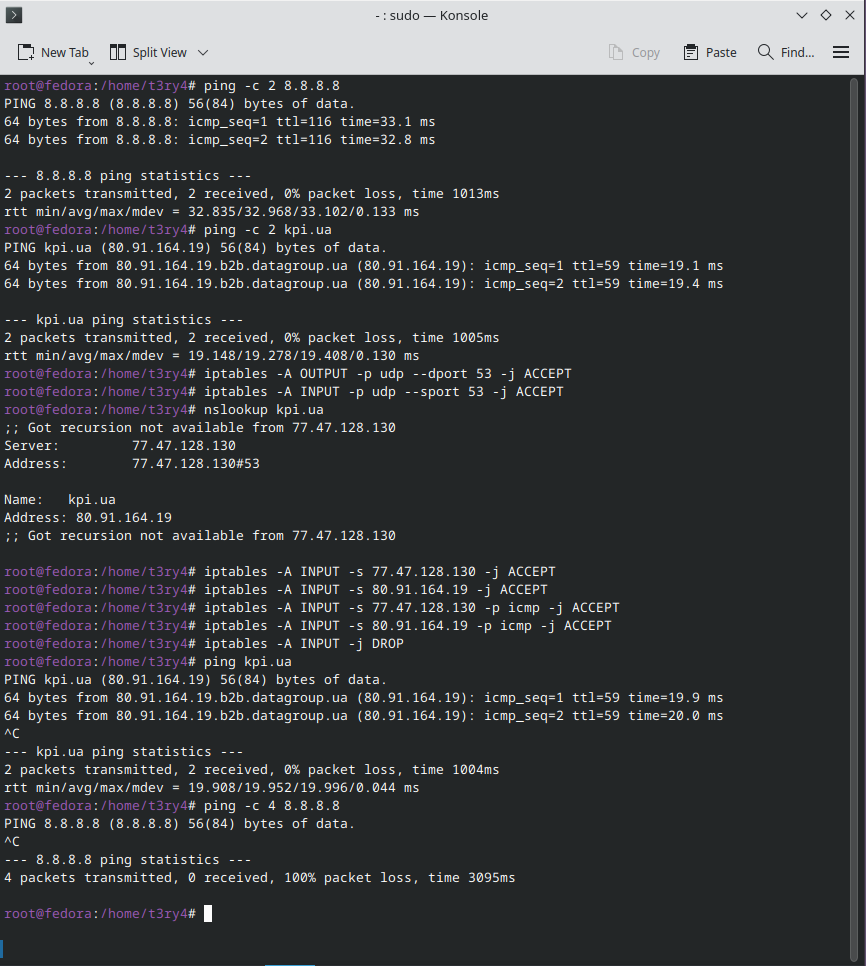 - : sudo — Konsole
New Tab Split View Copy Paste Find...
root@fedora:/home/t3ry4# ping -c 2 8.8.8.8
PING 8.8.8.8 (8.8.8.8) 56(84) bytes of data.
64 bytes from 8.8.8.8: icmp_seq=1 ttl=116 time=33.1 ms
64 bytes from 8.8.8.8: icmp_seq=2 ttl=116 time=32.8 ms

--- 8.8.8.8 ping statistics ---
2 packets transmitted, 2 received, 0% packet loss, time 1013ms
rtt min/avg/max/mdev = 32.835/32.968/33.102/0.133 ms
root@fedora:/home/t3ry4# ping -c 2 kpi.ua
PING kpi.ua (80.91.164.19) 56(84) bytes of data.
64 bytes from 80.91.164.19.b2b.datagroup.ua (80.91.164.19): icmp_seq=1 ttl=59 time=19.1 ms
64 bytes from 80.91.164.19.b2b.datagroup.ua (80.91.164.19): icmp_seq=2 ttl=59 time=19.4 ms

--- kpi.ua ping statistics ---
2 packets transmitted, 2 received, 0% packet loss, time 1005ms
rtt min/avg/max/mdev = 19.148/19.278/19.408/0.130 ms
root@fedora:/home/t3ry4# iptables -A OUTPUT -p udp --dport 53 -j ACCEPT
root@fedora:/home/t3ry4# iptables -A INPUT -p udp --sport 53 -j ACCEPT
root@fedora:/home/t3ry4# nslookup kpi.ua
;; Got recursion not available from 77.47.128.130
Server:         77.47.128.130
Address:        77.47.128.130#53

Name:   kpi.ua
Address: 80.91.164.19
;; Got recursion not available from 77.47.128.130

root@fedora:/home/t3ry4# iptables -A INPUT -s 77.47.128.130 -j ACCEPT
root@fedora:/home/t3ry4# iptables -A INPUT -s 80.91.164.19 -j ACCEPT
root@fedora:/home/t3ry4# iptables -A INPUT -s 77.47.128.130 -p icmp -j ACCEPT
root@fedora:/home/t3ry4# iptables -A INPUT -s 80.91.164.19 -p icmp -j ACCEPT
root@fedora:/home/t3ry4# iptables -A INPUT -j DROP
root@fedora:/home/t3ry4# ping kpi.ua
PING kpi.ua (80.91.164.19) 56(84) bytes of data.
64 bytes from 80.91.164.19.b2b.datagroup.ua (80.91.164.19): icmp_seq=1 ttl=59 time=19.9 ms
64 bytes from 80.91.164.19.b2b.datagroup.ua (80.91.164.19): icmp_seq=2 ttl=59 time=20.0 ms
^C
--- kpi.ua ping statistics ---
2 packets transmitted, 2 received, 0% packet loss, time 1004ms
rtt min/avg/max/mdev = 19.908/19.952/19.996/0.044 ms
root@fedora:/home/t3ry4# ping -c 4 8.8.8.8
PING 8.8.8.8 (8.8.8.8) 56(84) bytes of data.
^C
--- 8.8.8.8 ping statistics ---
4 packets transmitted, 0 received, 100% packet loss, time 3095ms

root@fedora:/home/t3ry4#